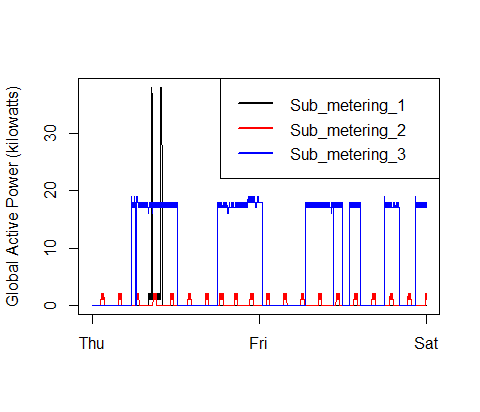 Global Active Power (kilowatts)
30
20
10
0
Sub_metering_1
Sub_metering_2
Sub_metering_3
Thu Fri Sat